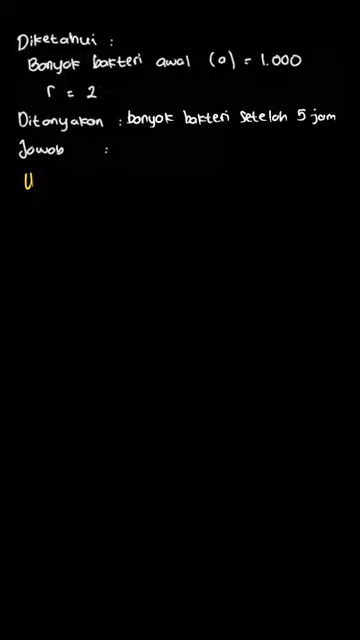 Diketahui :
Banyak bakteri awal (a) = 1.000
r = 2
Ditanyakan : banyak bakteri setelah 5 jam
Jawab :
U